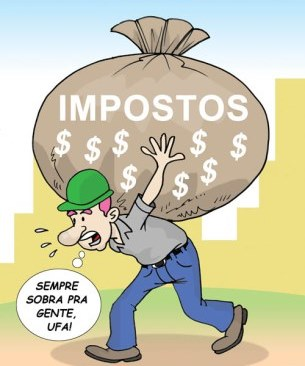 IMPOSTOS
$ $ $ $ $ $ $ $
SEMPRE
SOBRA PRA
GENTE,
UFA!